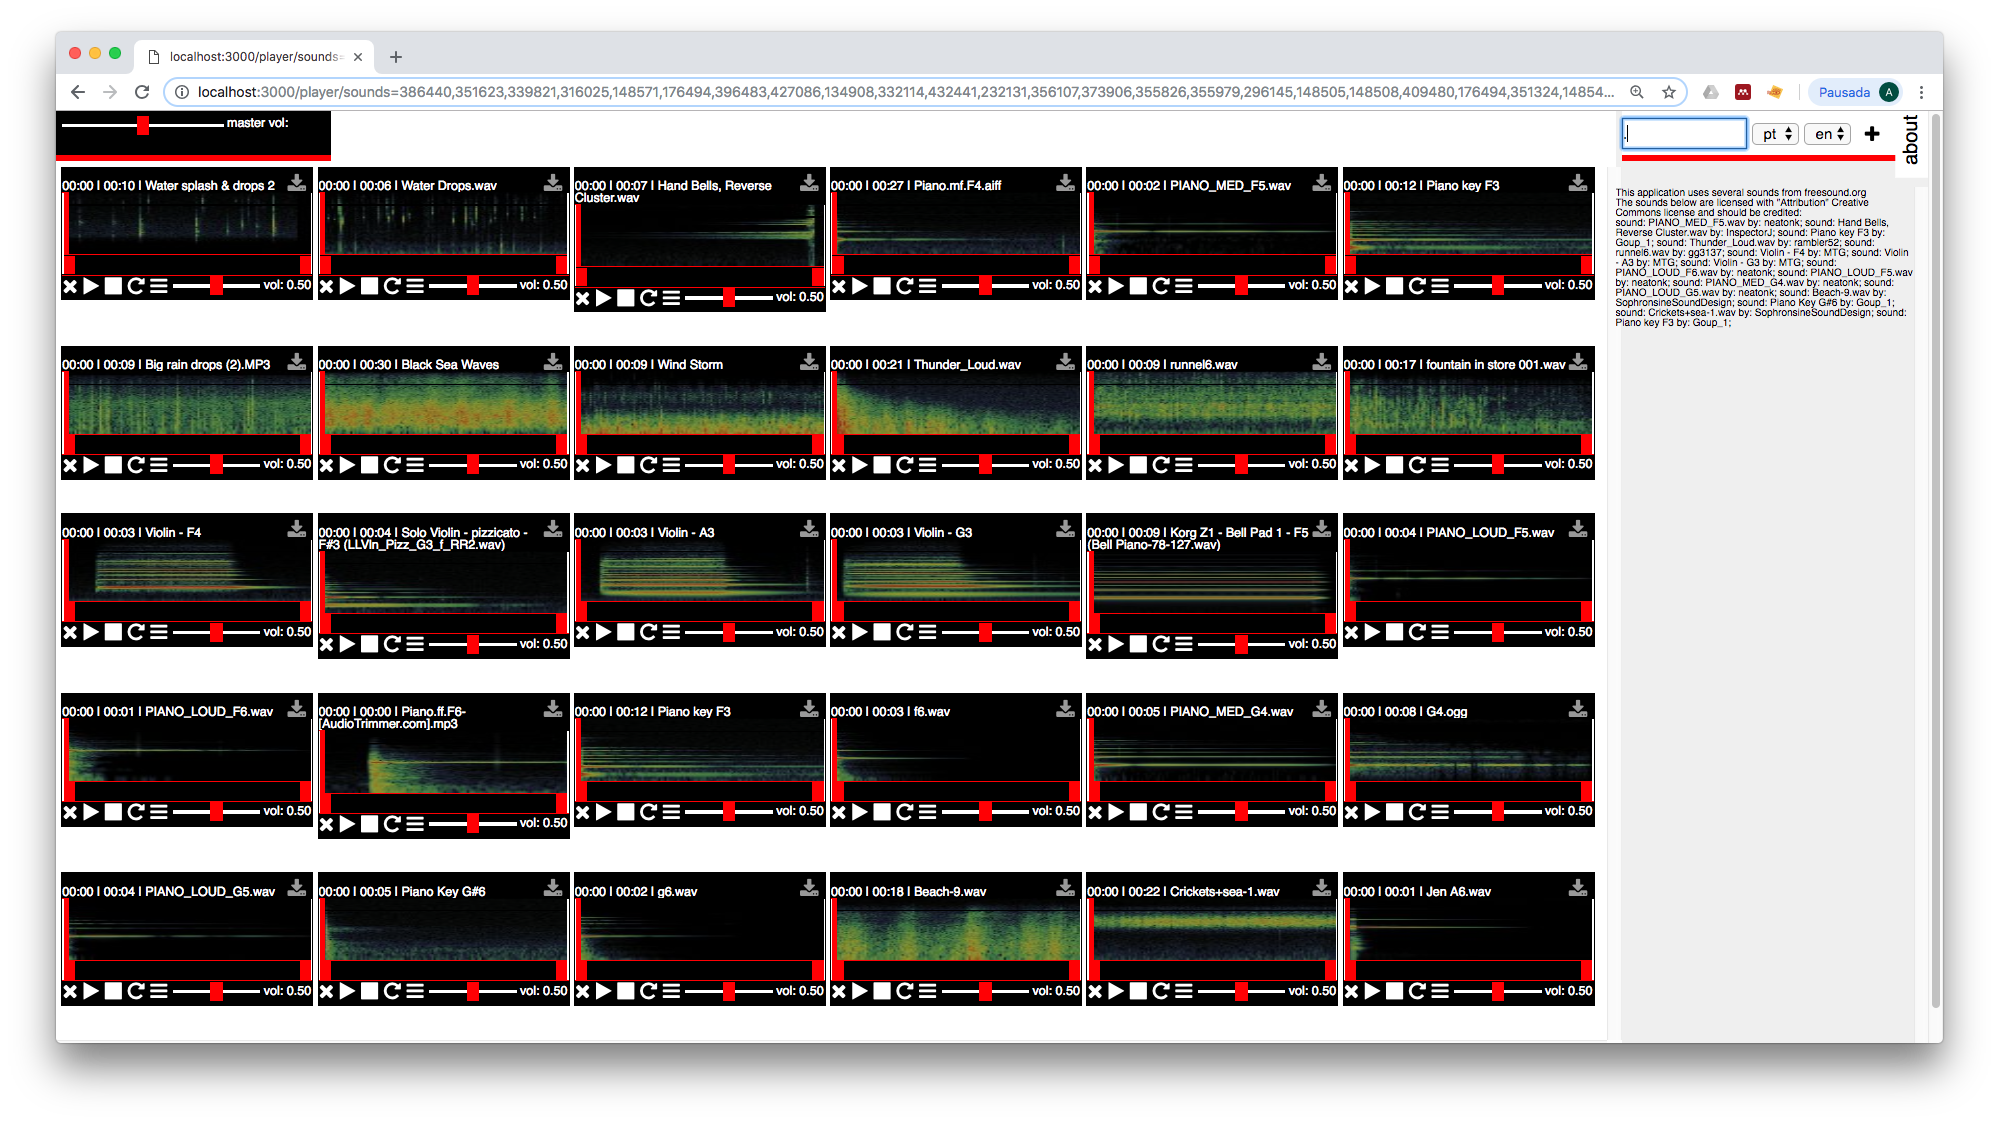 localhost:3000/player/sounds=
localhost:3000/player/sounds=386440,351623,339821,316025,148571,176494,396483,427086,134908,332114,432441,232131,356107,373906,355826,355979,296145,148505,148508,409480,176494,351324,14854...
Pausada A
master vol:
.
pt
en
about
00:00 | 00:10 | Water splash & drops 2
vol: 0.50
00:00 | 00:06 | Water Drops.wav
vol: 0.50
00:00 | 00:07 | Hand Bells, Reverse
Cluster.wav
vol: 0.50
00:00 | 00:27 | Piano.mf.F4.aiff
vol: 0.50
00:00 | 00:02 | PIANO_MED_F5.wav
vol: 0.50
00:00 | 00:12 | Piano key F3
vol: 0.50
00:00 | 00:09 | Big rain drops (2).MP3
vol: 0.50
00:00 | 00:30 | Black Sea Waves
vol: 0.50
00:00 | 00:09 | Wind Storm
vol: 0.50
00:00 | 00:21 | Thunder_Loud.wav
vol: 0.50
00:00 | 00:09 | runnel6.wav
vol: 0.50
00:00 | 00:17 | fountain in store 001.wav
vol: 0.50
00:00 | 00:03 | Violin - F4
vol: 0.50
00:00 | 00:04 | Solo Violin - pizzicato -
F#3 (LLVln_Pizz_G3_f_RR2.wav)
vol: 0.50
00:00 | 00:03 | Violin - A3
vol: 0.50
00:00 | 00:03 | Violin - G3
vol: 0.50
00:00 | 00:09 | Korg Z1 - Bell Pad 1 - F5
(Bell Piano-78-127.wav)
vol: 0.50
00:00 | 00:04 | PIANO_LOUD_F5.wav
vol: 0.50
00:00 | 00:01 | PIANO_LOUD_F6.wav
vol: 0.50
00:00 | 00:00 | Piano.ff.F6-
[AudioTrimmer.com].mp3
vol: 0.50
00:00 | 00:12 | Piano key F3
vol: 0.50
00:00 | 00:03 | f6.wav
vol: 0.50
00:00 | 00:05 | PIANO_MED_G4.wav
vol: 0.50
00:00 | 00:08 | G4.ogg
vol: 0.50
00:00 | 00:04 | PIANO_LOUD_G5.wav
vol: 0.50
00:00 | 00:05 | Piano Key G#6
vol: 0.50
00:00 | 00:02 | g6.wav
vol: 0.50
00:00 | 00:18 | Beach-9.wav
vol: 0.50
00:00 | 00:22 | Crickets+sea-1.wav
vol: 0.50
00:00 | 00:01 | Jen A6.wav
vol: 0.50
This application uses several sounds from freesound.org
The sounds below are licensed with "Attribution" Creative
Commons license and should be credited:
sound: PIANO_MED_F5.wav by: neatonk; sound: Hand Bells,
Reverse Cluster.wav by: InspectorJ; sound: Piano key F3 by:
Goup_1; sound: Thunder_Loud.wav by: rambler52; sound:
runnel6.wav by: gg3137; sound: Violin - F4 by: MTG; sound: Violin
- A3 by: MTG; sound: Violin - G3 by: MTG; sound:
PIANO_LOUD_F6.wav by: neatonk; sound: PIANO_LOUD_F5.wav
by: neatonk; sound: PIANO_MED_G4.wav by: neatonk; sound:
PIANO_LOUD_G5.wav by: neatonk; sound: Beach-9.wav by:
SophronsineSoundDesign; sound: Piano Key G#6 by: Goup_1;
sound: Crickets+sea-1.wav by: SophronsineSoundDesign; sound:
Piano key F3 by: Goup_1;